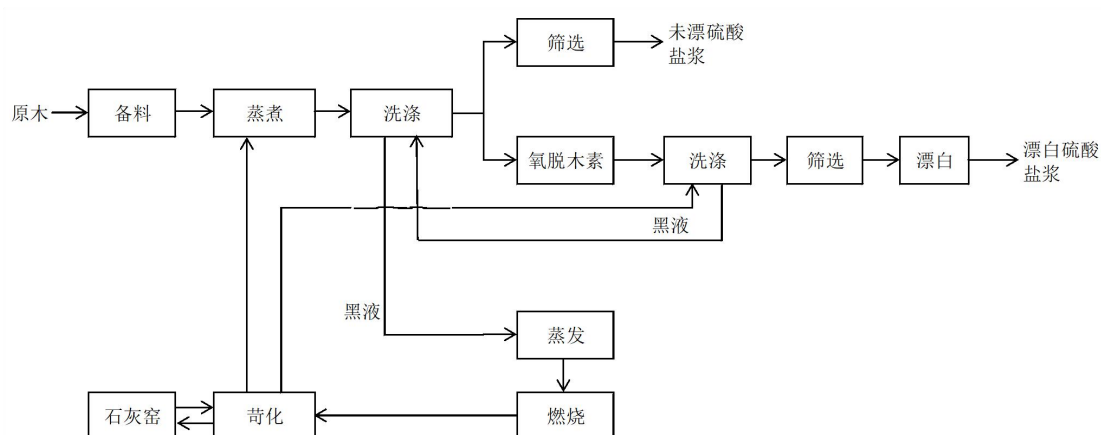 筛选
未漂硫酸
盐浆
原木
备料
蒸煮
洗涤
氧脱木素
洗涤
筛选
漂白
漂白硫酸
盐浆
黑液
黑液
蒸发
石灰窑
苛化
燃烧